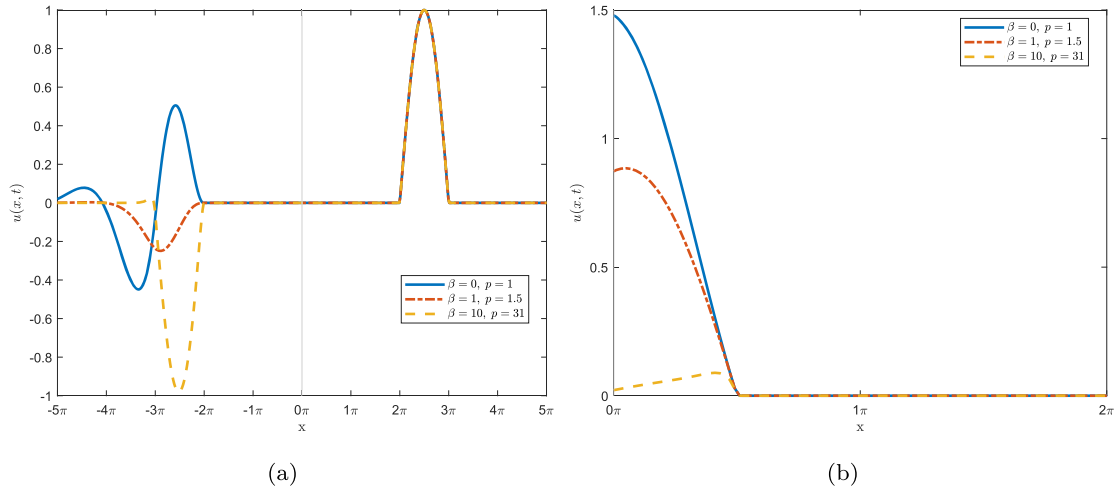 1
0.8
0.6
0.4
0.2
0
-0.2
-0.4
-0.6
-0.8
-1
u(x, t)
β = 0, p = 1
β = 1, p = 1.5
β = 10, p = 31
-5π -4π -3π -2π -1π 0π 1π 2π 3π 4π 5π
x
(a)
1.5
1
0.5
0
u(x, t)
β = 0, p = 1
β = 1, p = 1.5
β = 10, p = 31
0π 1π 2π
x
(b)